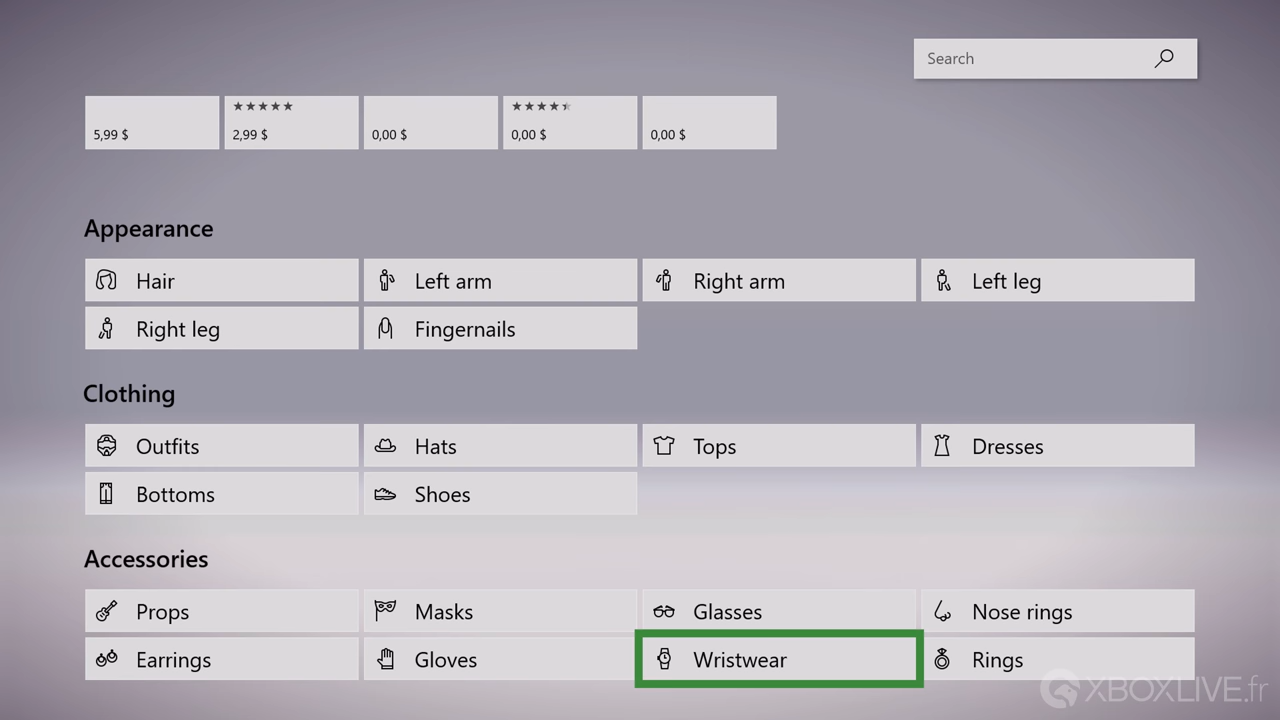 Search
5,99 $ 2,99 $ 0,00 $ 0,00 $ 0,00 $
Appearance
Hair Left arm Right arm Left leg
Right leg Fingernails
Clothing
Outfits Hats Tops Dresses
Bottoms Shoes
Accessories
Props Masks Glasses Nose rings
Earrings Gloves Wristwear Rings
XBOXLIVE.fr